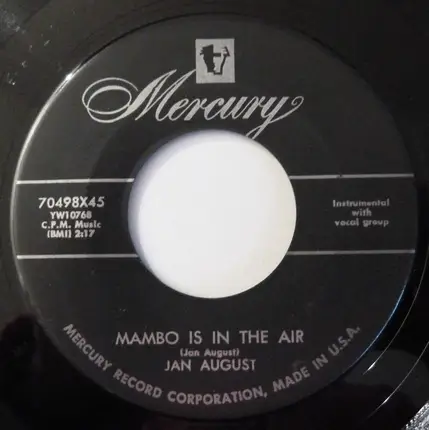 Mercury
70498X45
YW10768
C.P.M. Music
(BMI) 2:17
Instrumental
with
vocal group
MAMBO IS IN THE AIR
(Jan August)
JAN AUGUST
MERCURY RECORD CORPORATION, MADE IN U.S.A.